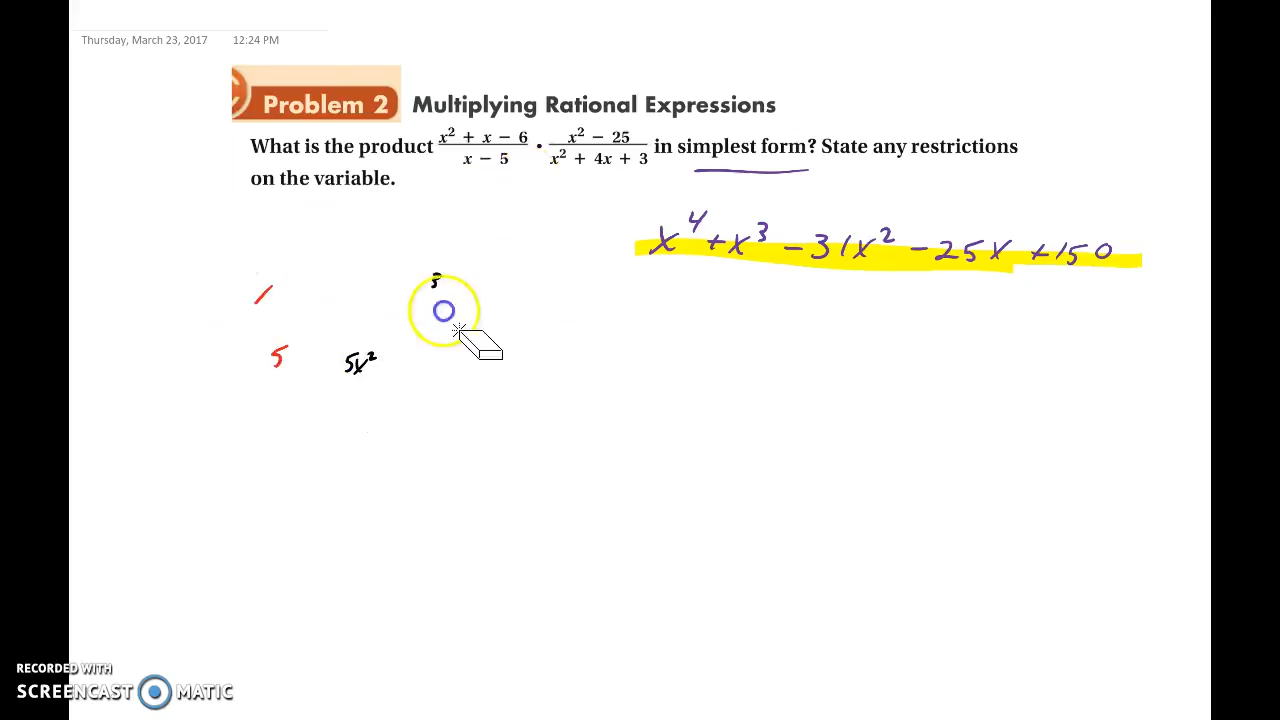 Thursday, March 23, 2017 12:24 PM
Problem 2 Multiplying Rational Expressions
What is the product \frac{x² + x − 6}{x − 5} · \frac{x² − 25}{x² + 4x + 3} in simplest form? State any restrictions
on the variable.
x⁴ + x³ − 31x² − 25x + 150
5 5x²
RECORDED WITH
SCREENCAST MATIC